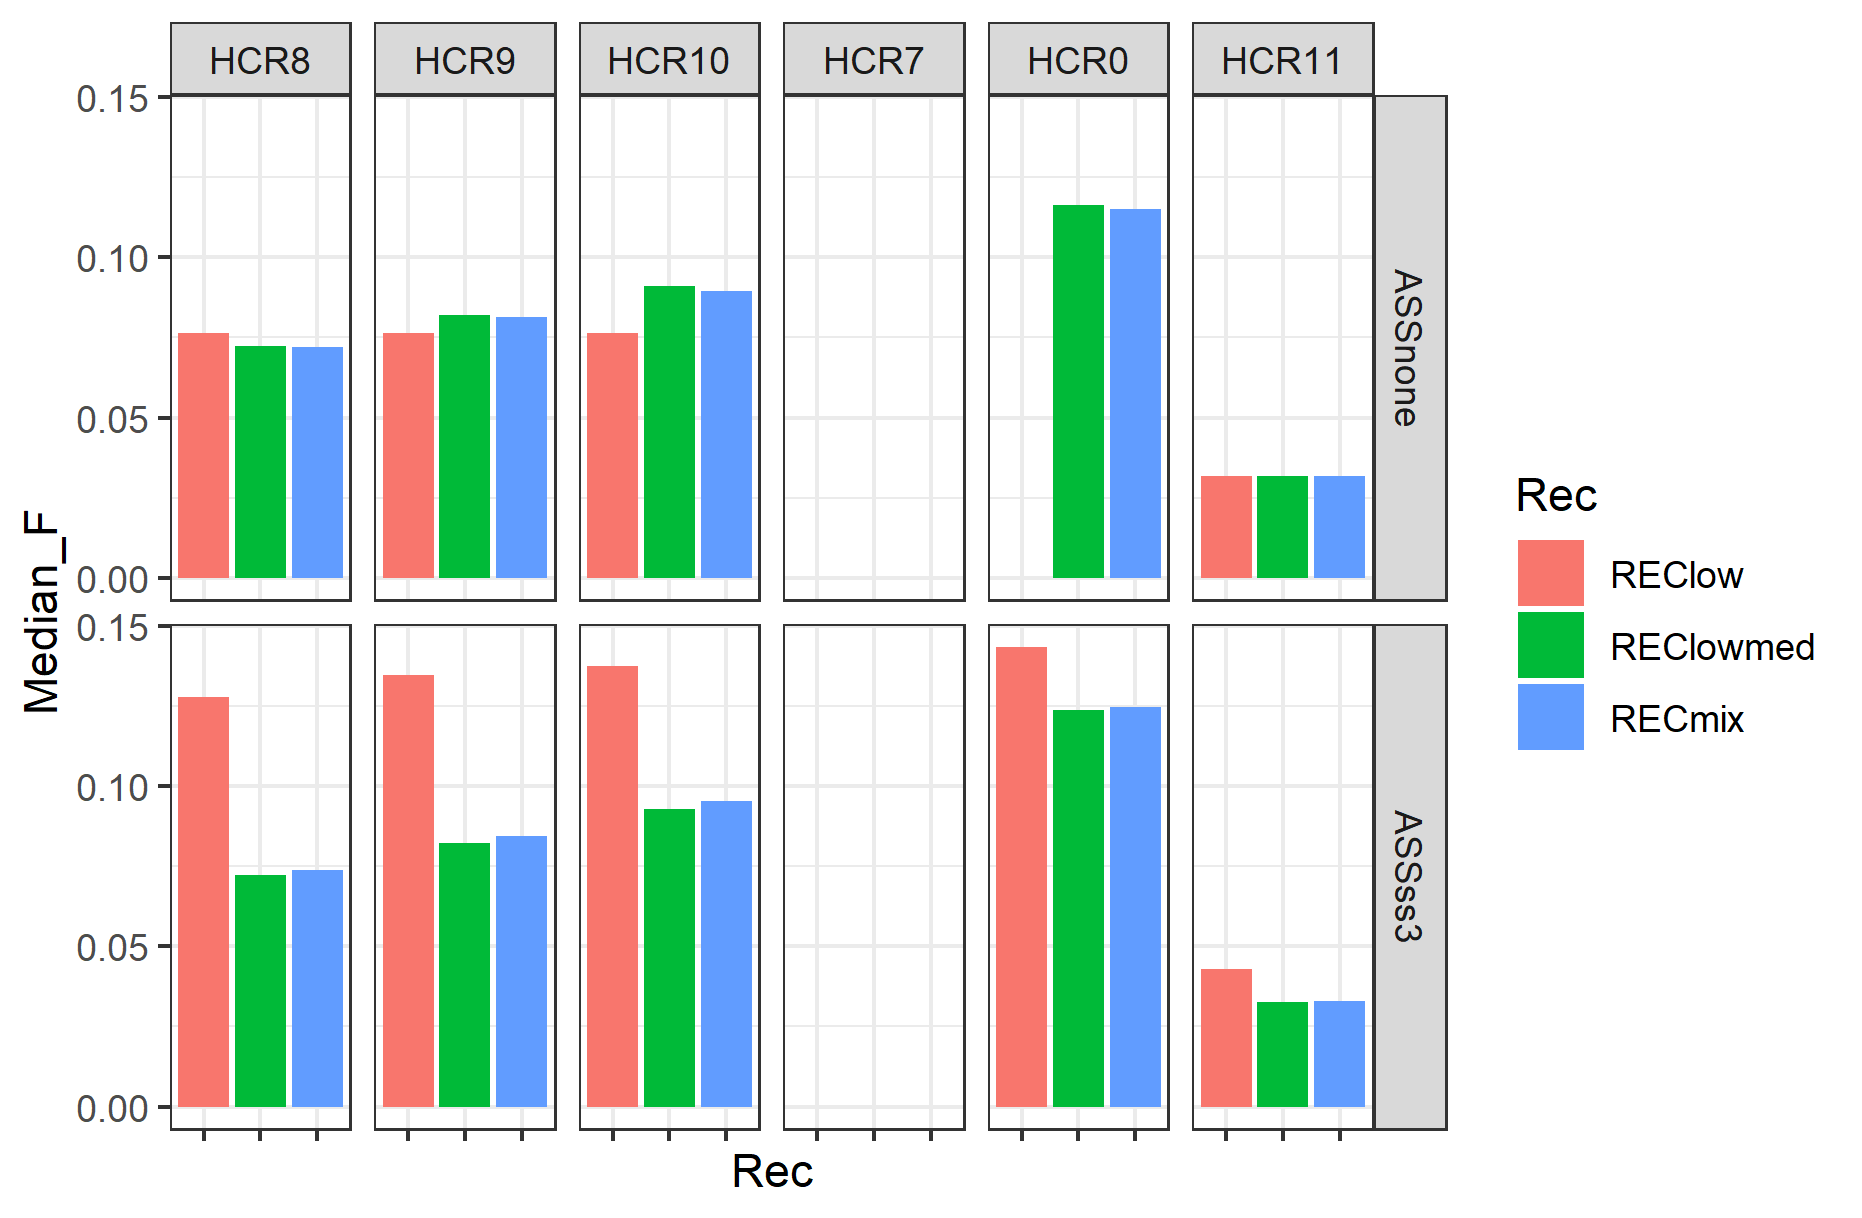 HCR8 HCR9 HCR10 HCR7 HCR0 HCR11
0.15
0.10
0.05
0.00
ASSnone
0.15
0.10
0.05
0.00
ASSss3
Median_F
Rec
Rec
REClow
REClowmed
RECmix